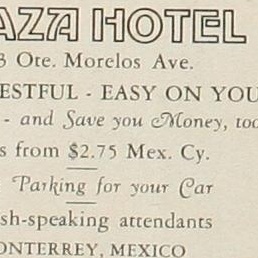 AZA HOTEL
3 Ote. Morelos Ave.
ESTFUL - EASY ON YOU
- and Save you Money, too
s from $2.75 Mex. Cy.
Parking for your Car
sh-speaking attendants
ONTERREY, MEXICO